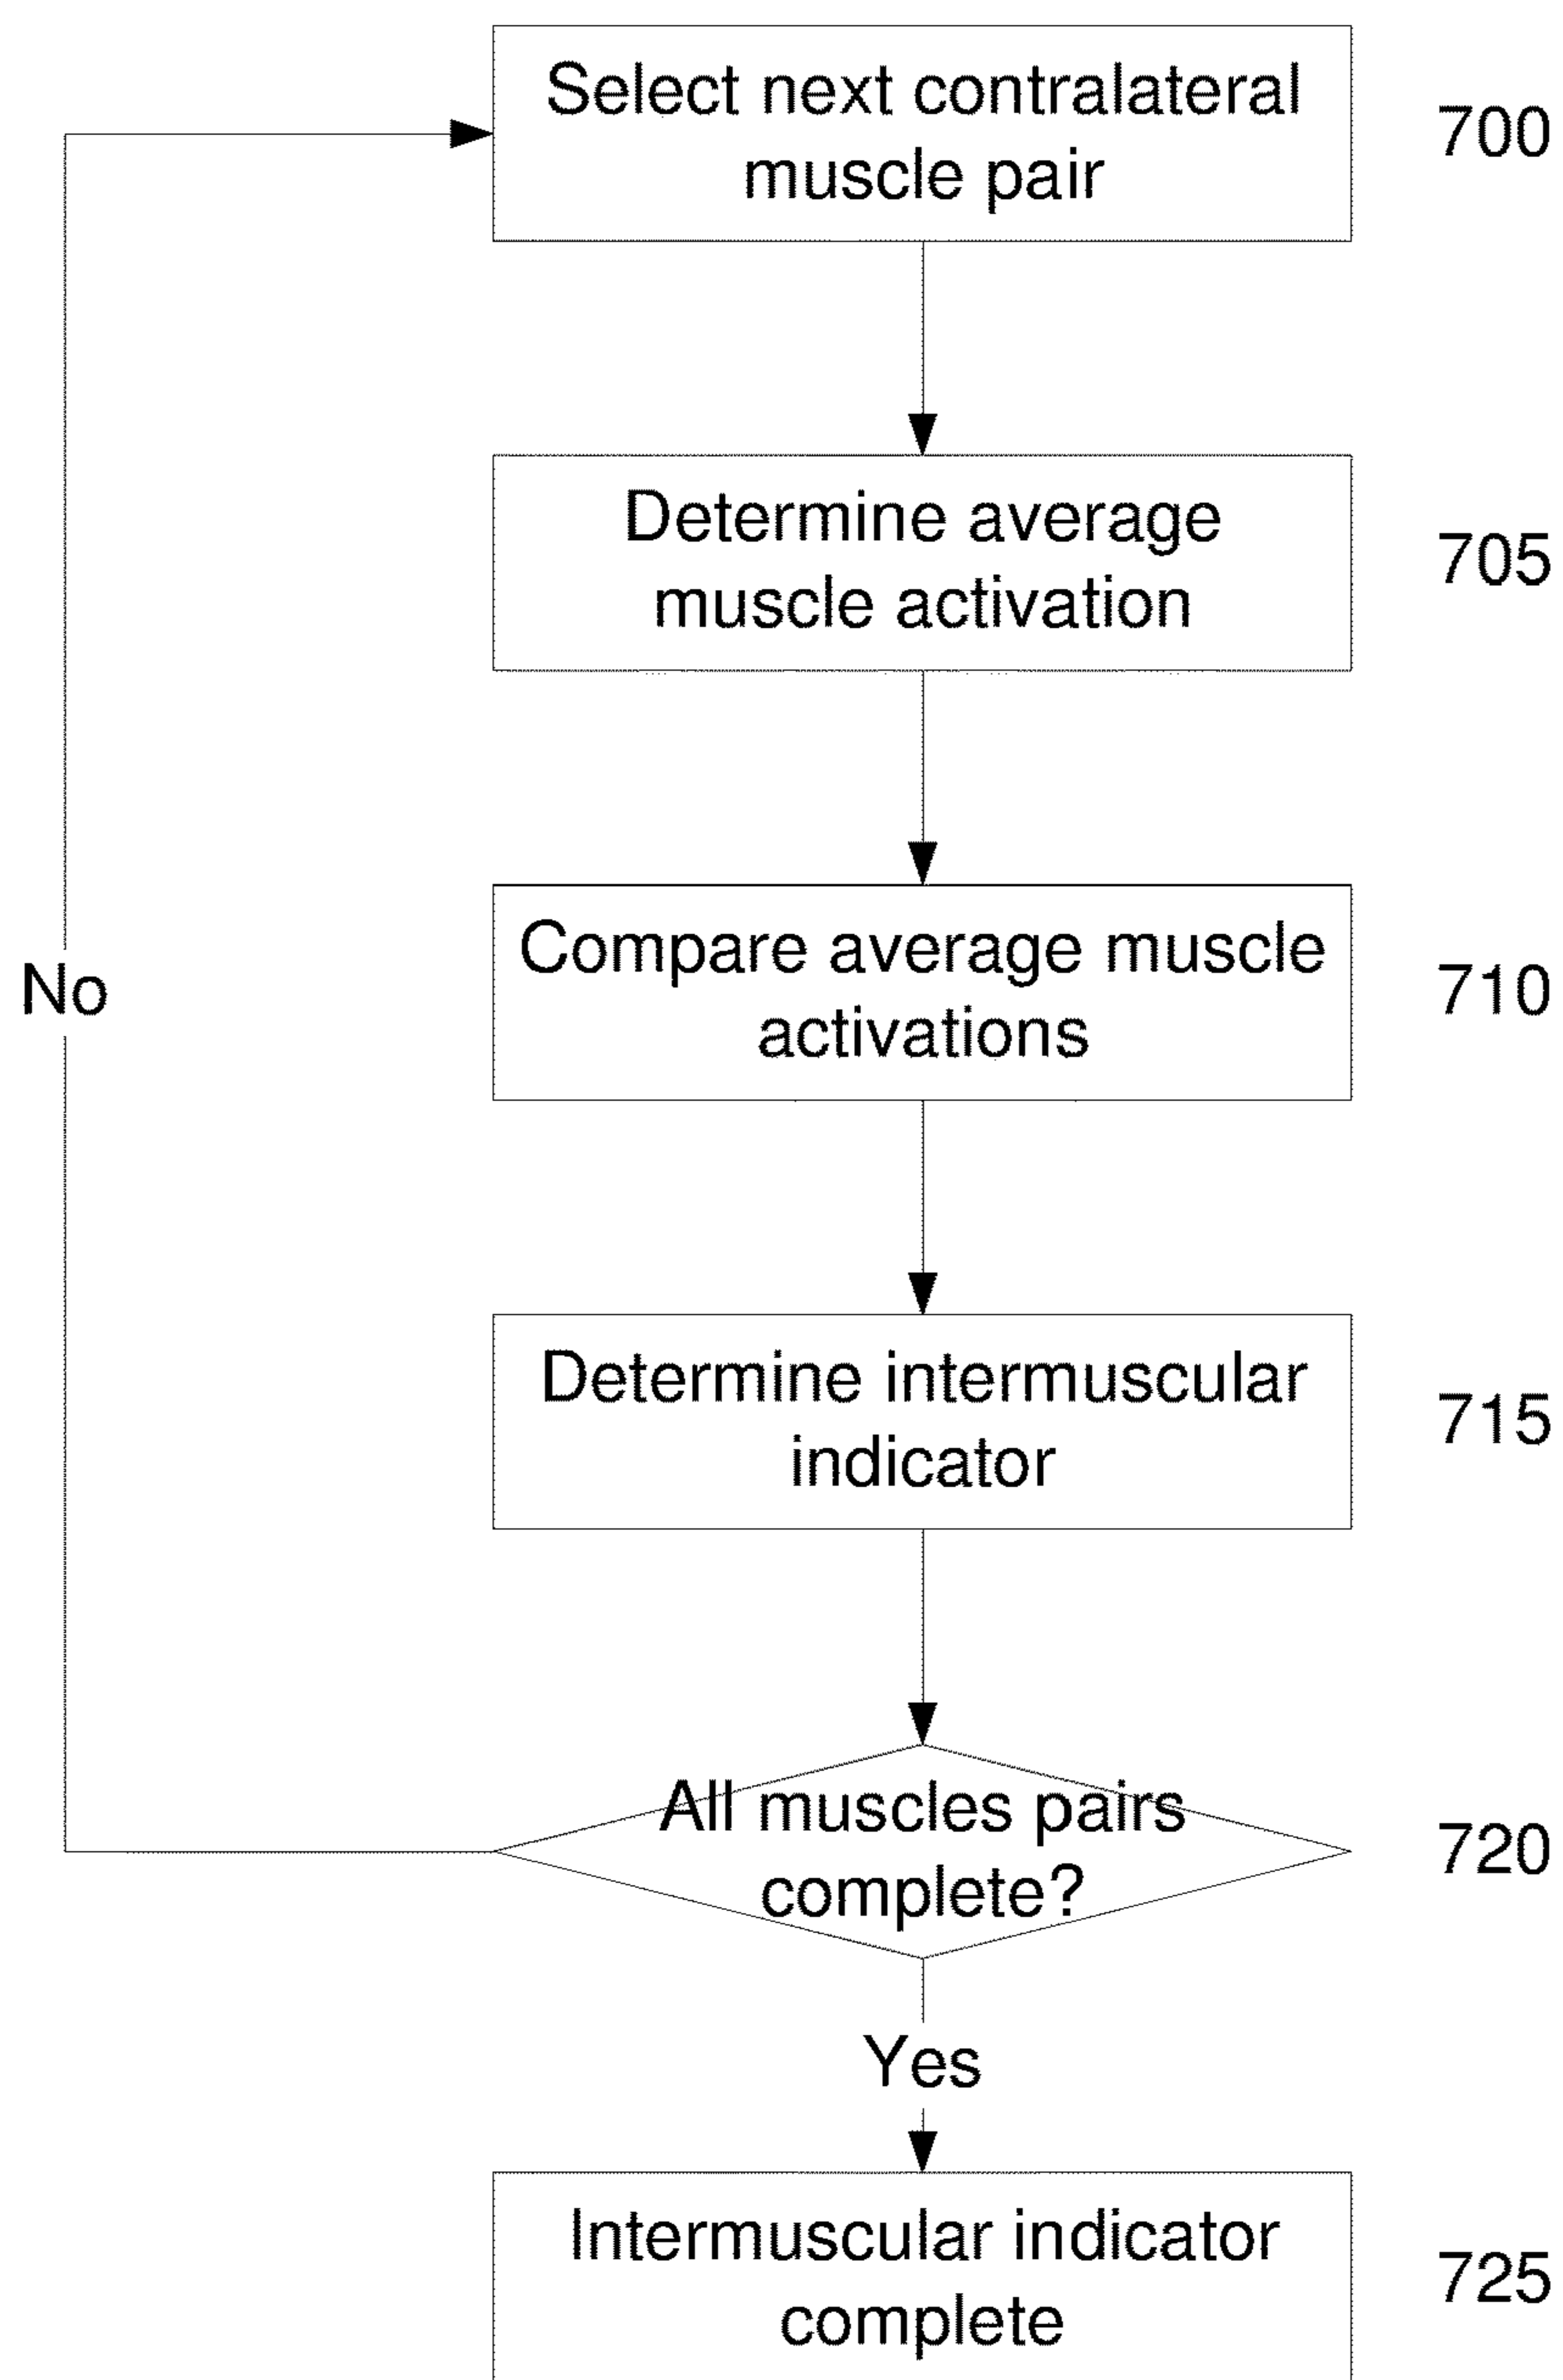 Select next contralateral
muscle pair
700
Determine average
muscle activation
705
Compare average muscle
activations
710
No
Determine intermuscular
indicator
715
All muscles pairs
complete?
720
Yes
Intermuscular indicator
complete
725